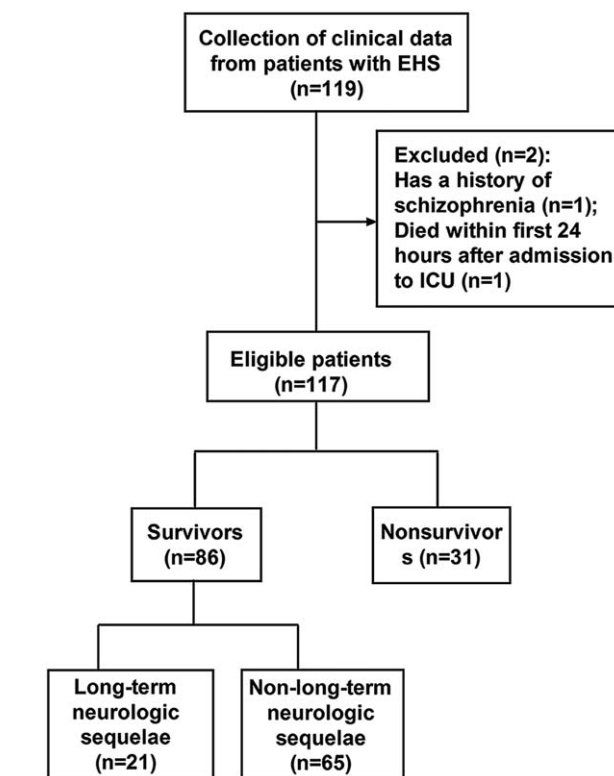 Collection of clinical data
from patients with EHS
(n=119)
Excluded (n=2):
Has a history of
schizophrenia (n=1);
Died within first 24
hours after admission
to ICU (n=1)
Eligible patients
(n=117)
Survivors
(n=86)
Nonsurvivor
s (n=31)
Long-term
neurologic
sequelae
(n=21)
Non-long-term
neurologic
sequelae
(n=65)